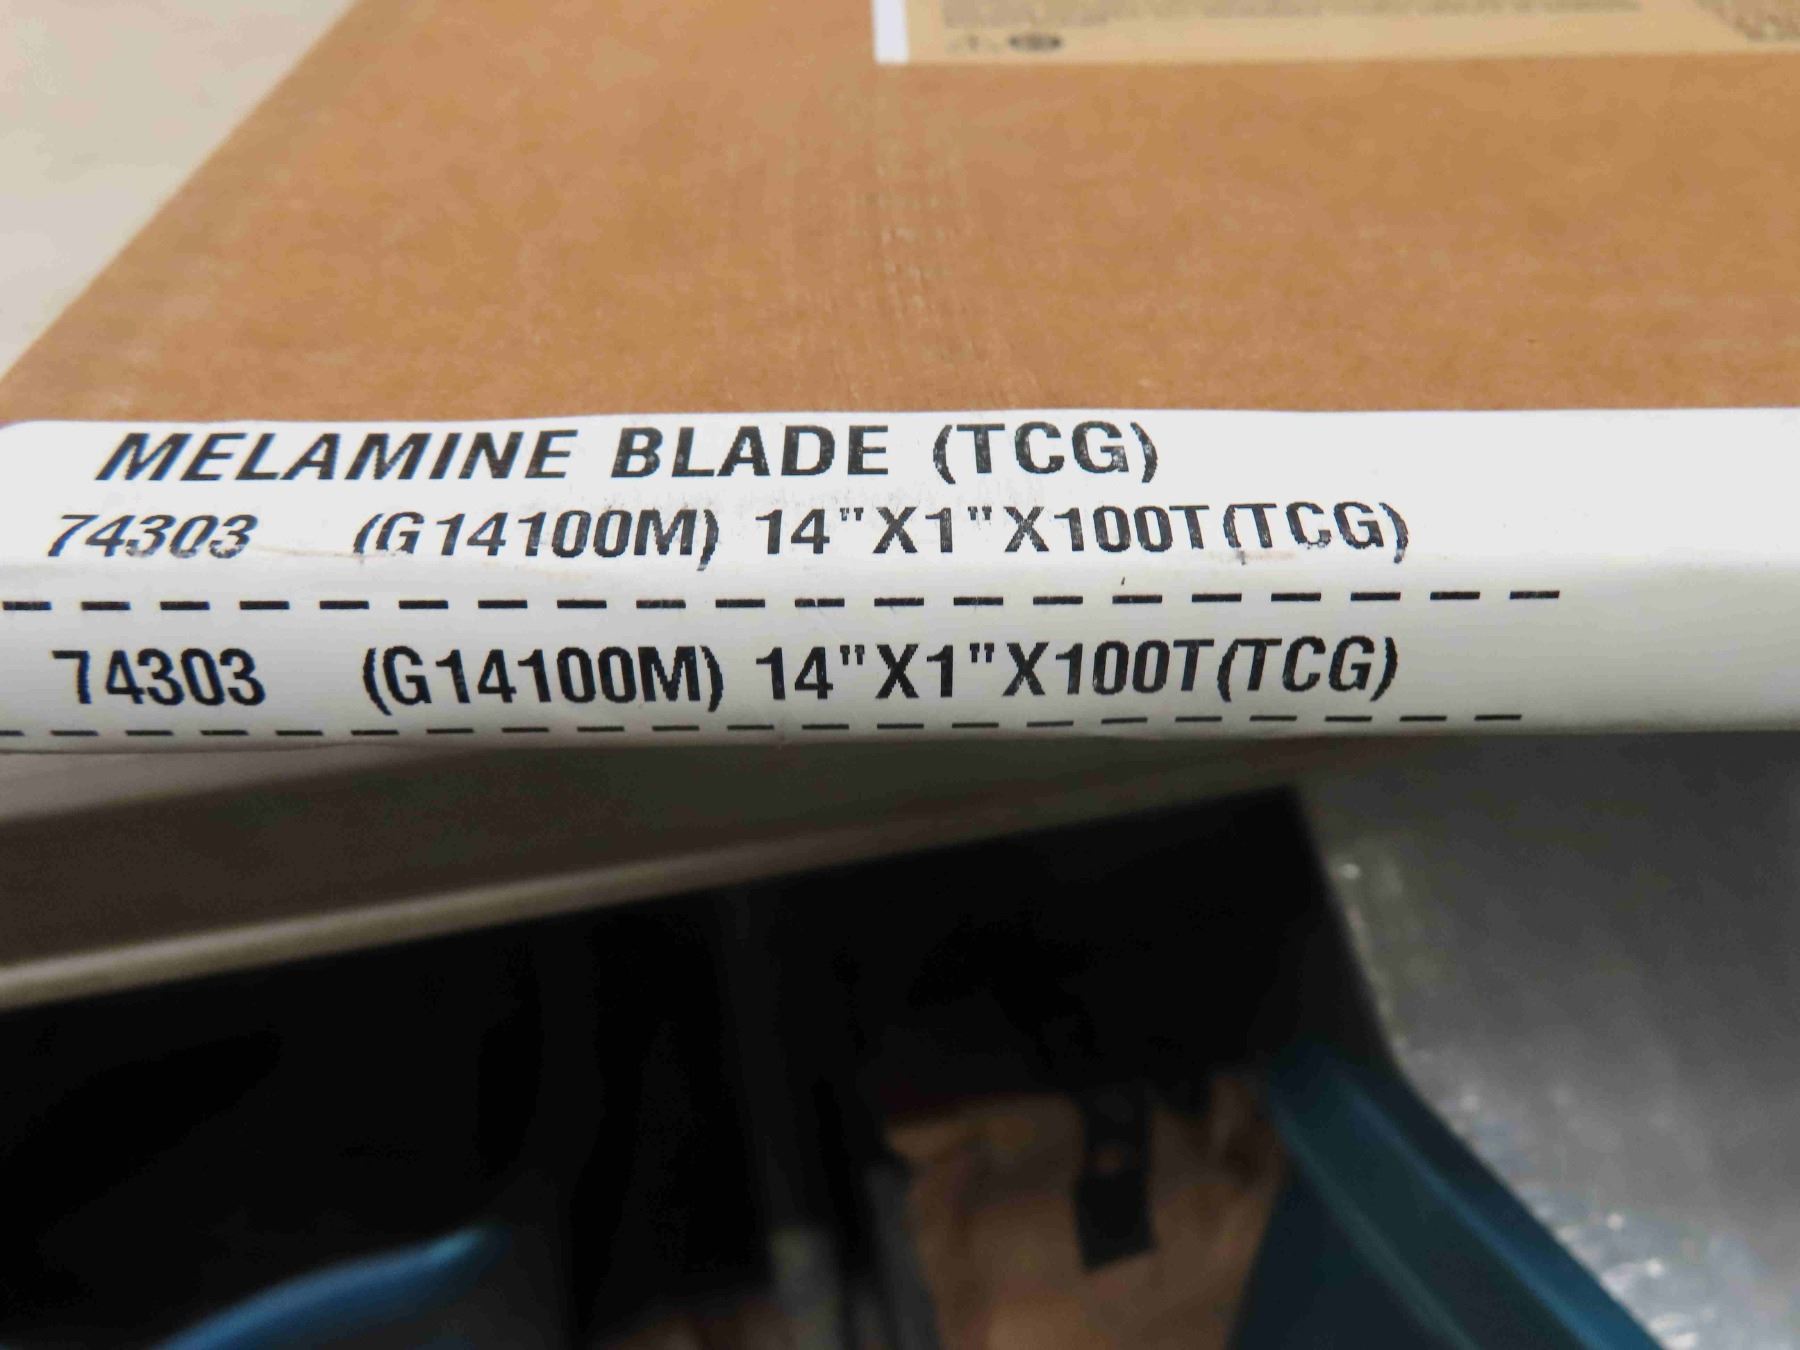 MELAMINE BLADE (TCG)
74303 (G14100M) 14"X1"X100T(TCG)
74303 (G14100M) 14"X1"X100T(TCG)